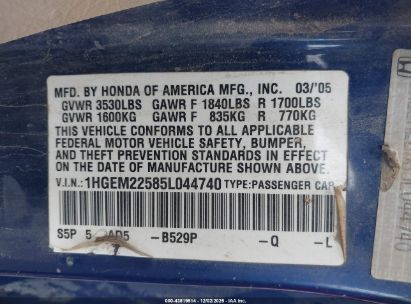 MFD. BY HONDA OF AMERICA MFG., INC. 03/'05
GVWR 3530LBS GAWR F 1840LBS R 1700LBS
GVWR 1600KG GAWR F 835KG R 770KG
THIS VEHICLE CONFORMS TO ALL APPLICABLE
FEDERAL MOTOR VEHICLE SAFETY, BUMPER,
AND THEFT PREVENTION STANDARDS IN EFFECT
ON THE DATE OF MANUFACTURE SHOWN ABOVE.
V.I.N: 1HGEM22585L044740 TYPE: PASSENGER CAR
S5P 5 AD5 -B529P -Q -L